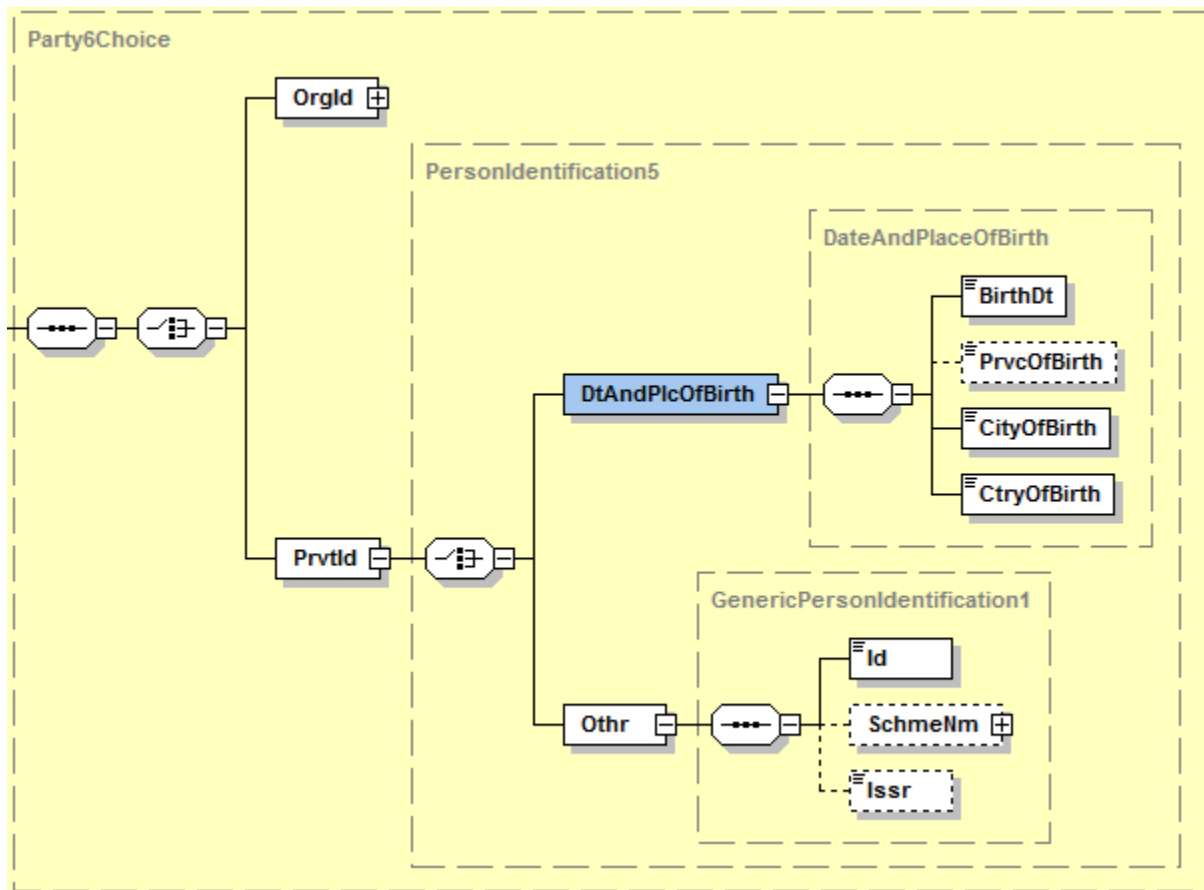 Party6Choice
OrgId
PersonIdentification5
DateAndPlaceOfBirth
BirthDt
PrvcOfBirth
DtAndPlcOfBirth
CityOfBirth
CtryOfBirth
PrvtId
GenericPersonIdentification1
Id
Othr
SchmeNm
Issr